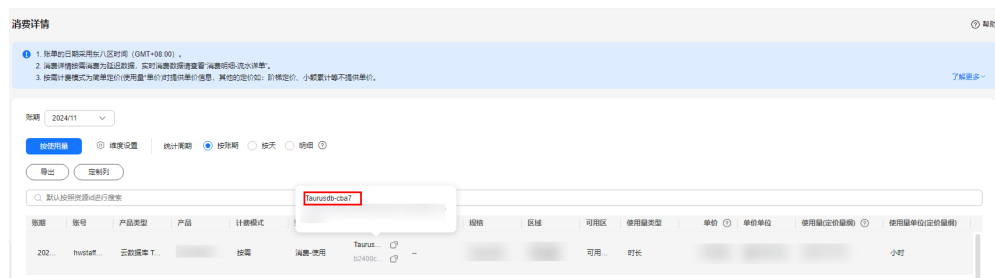 消费详情
帮助
1. 账单的日期采用东八区时间（GMT+08:00）。
2. 消费详情按需消费为延迟数据，实时消费数据请查看“消费明细-流水详单”。
3. 按需计费模式为简单定价(使用量*单价)时提供单价信息，其他的定价如：阶梯定价、小额累计等不提供单价。
了解更多
账期 2024/11
按使用量 维度设置 统计周期 按账期 按天 明细
导出 定制列
默认按照资源id进行搜索
Taurusdb-cba7
账期 账号 产品类型 产品 计费模式 规格 区域 可用区 使用量类型 单价 单价单位 使用量(定价量纲) 使用量单位(定价量纲)
202... hwstaff... 云数据库 T... 按需 消费-使用 Taurus... -- 可用... 时长 小时
b2400c...